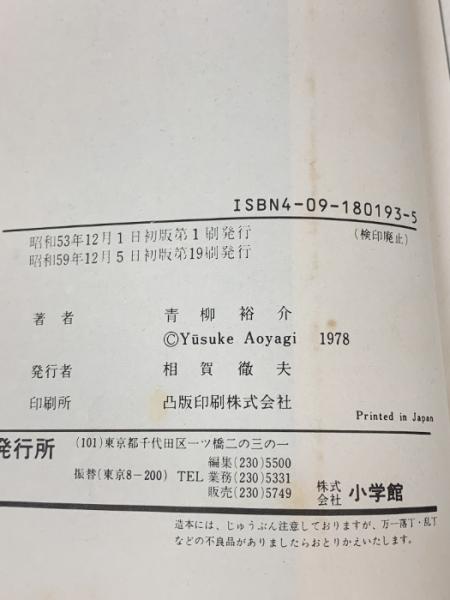 ISBN4-09-180193-5
昭和53年12月1日初版第1刷発行
(検印廃止)
昭和59年12月5日初版第19刷発行
著者 青柳裕介
©Yūsuke Aoyagi 1978
発行者 相賀徹夫
印刷所 凸版印刷株式会社
Printed in Japan
発行所 (101)東京都千代田区一ツ橋二の三の一
編集(230)5500
振替(東京8-200) TEL 業務(230)5331
販売(230)5749
株式会社 小学館
造本には、じゅうぶん注意しておりますが、万一落丁・乱丁
などの不良品がありましたらおとりかえいたします。